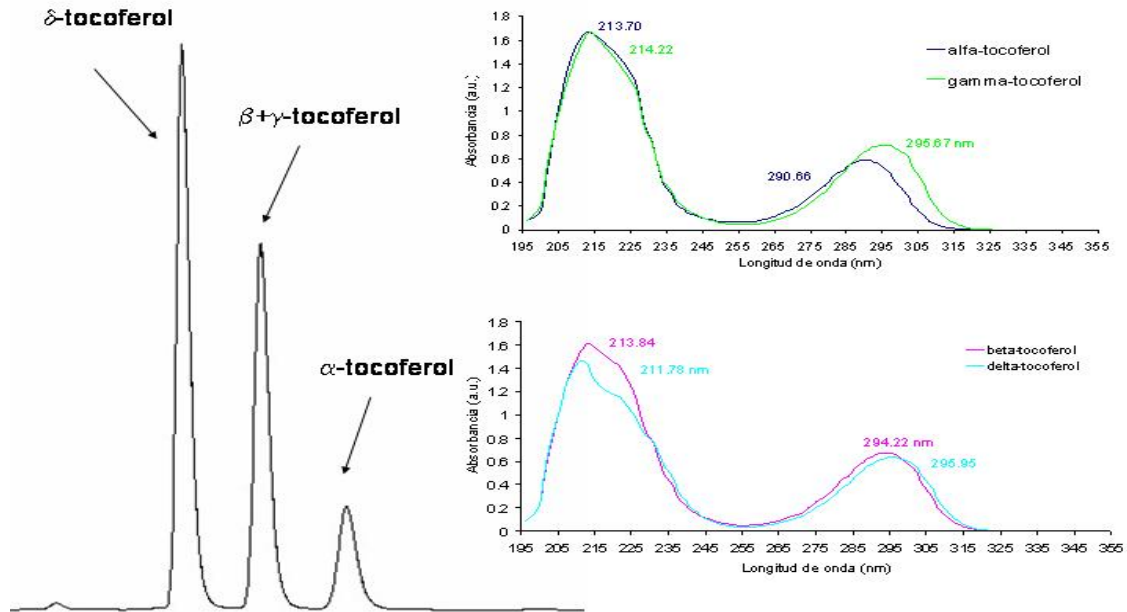 δ-tocoferol
β+γ-tocoferol
α-tocoferol
Absorbancia (a.u.)
1.8
1.6
1.4
1.2
1
0.8
0.6
0.4
0.2
0
213.70
214.22
290.66
295.67 nm
alfa-tocoferol
gamma-tocoferol
195 205 215 225 235 245 255 265 275 285 295 305 315 325 335 345 355
Longitud de onda (nm)
Absorbancia (a.u.)
1.8
1.6
1.4
1.2
1
0.8
0.6
0.4
0.2
0
213.84
211.78 nm
294.22 nm
295.95
beta-tocoferol
delta-tocoferol
195 205 215 225 235 245 255 265 275 285 295 305 315 325 335 345 355
Longitud de onda (nm)